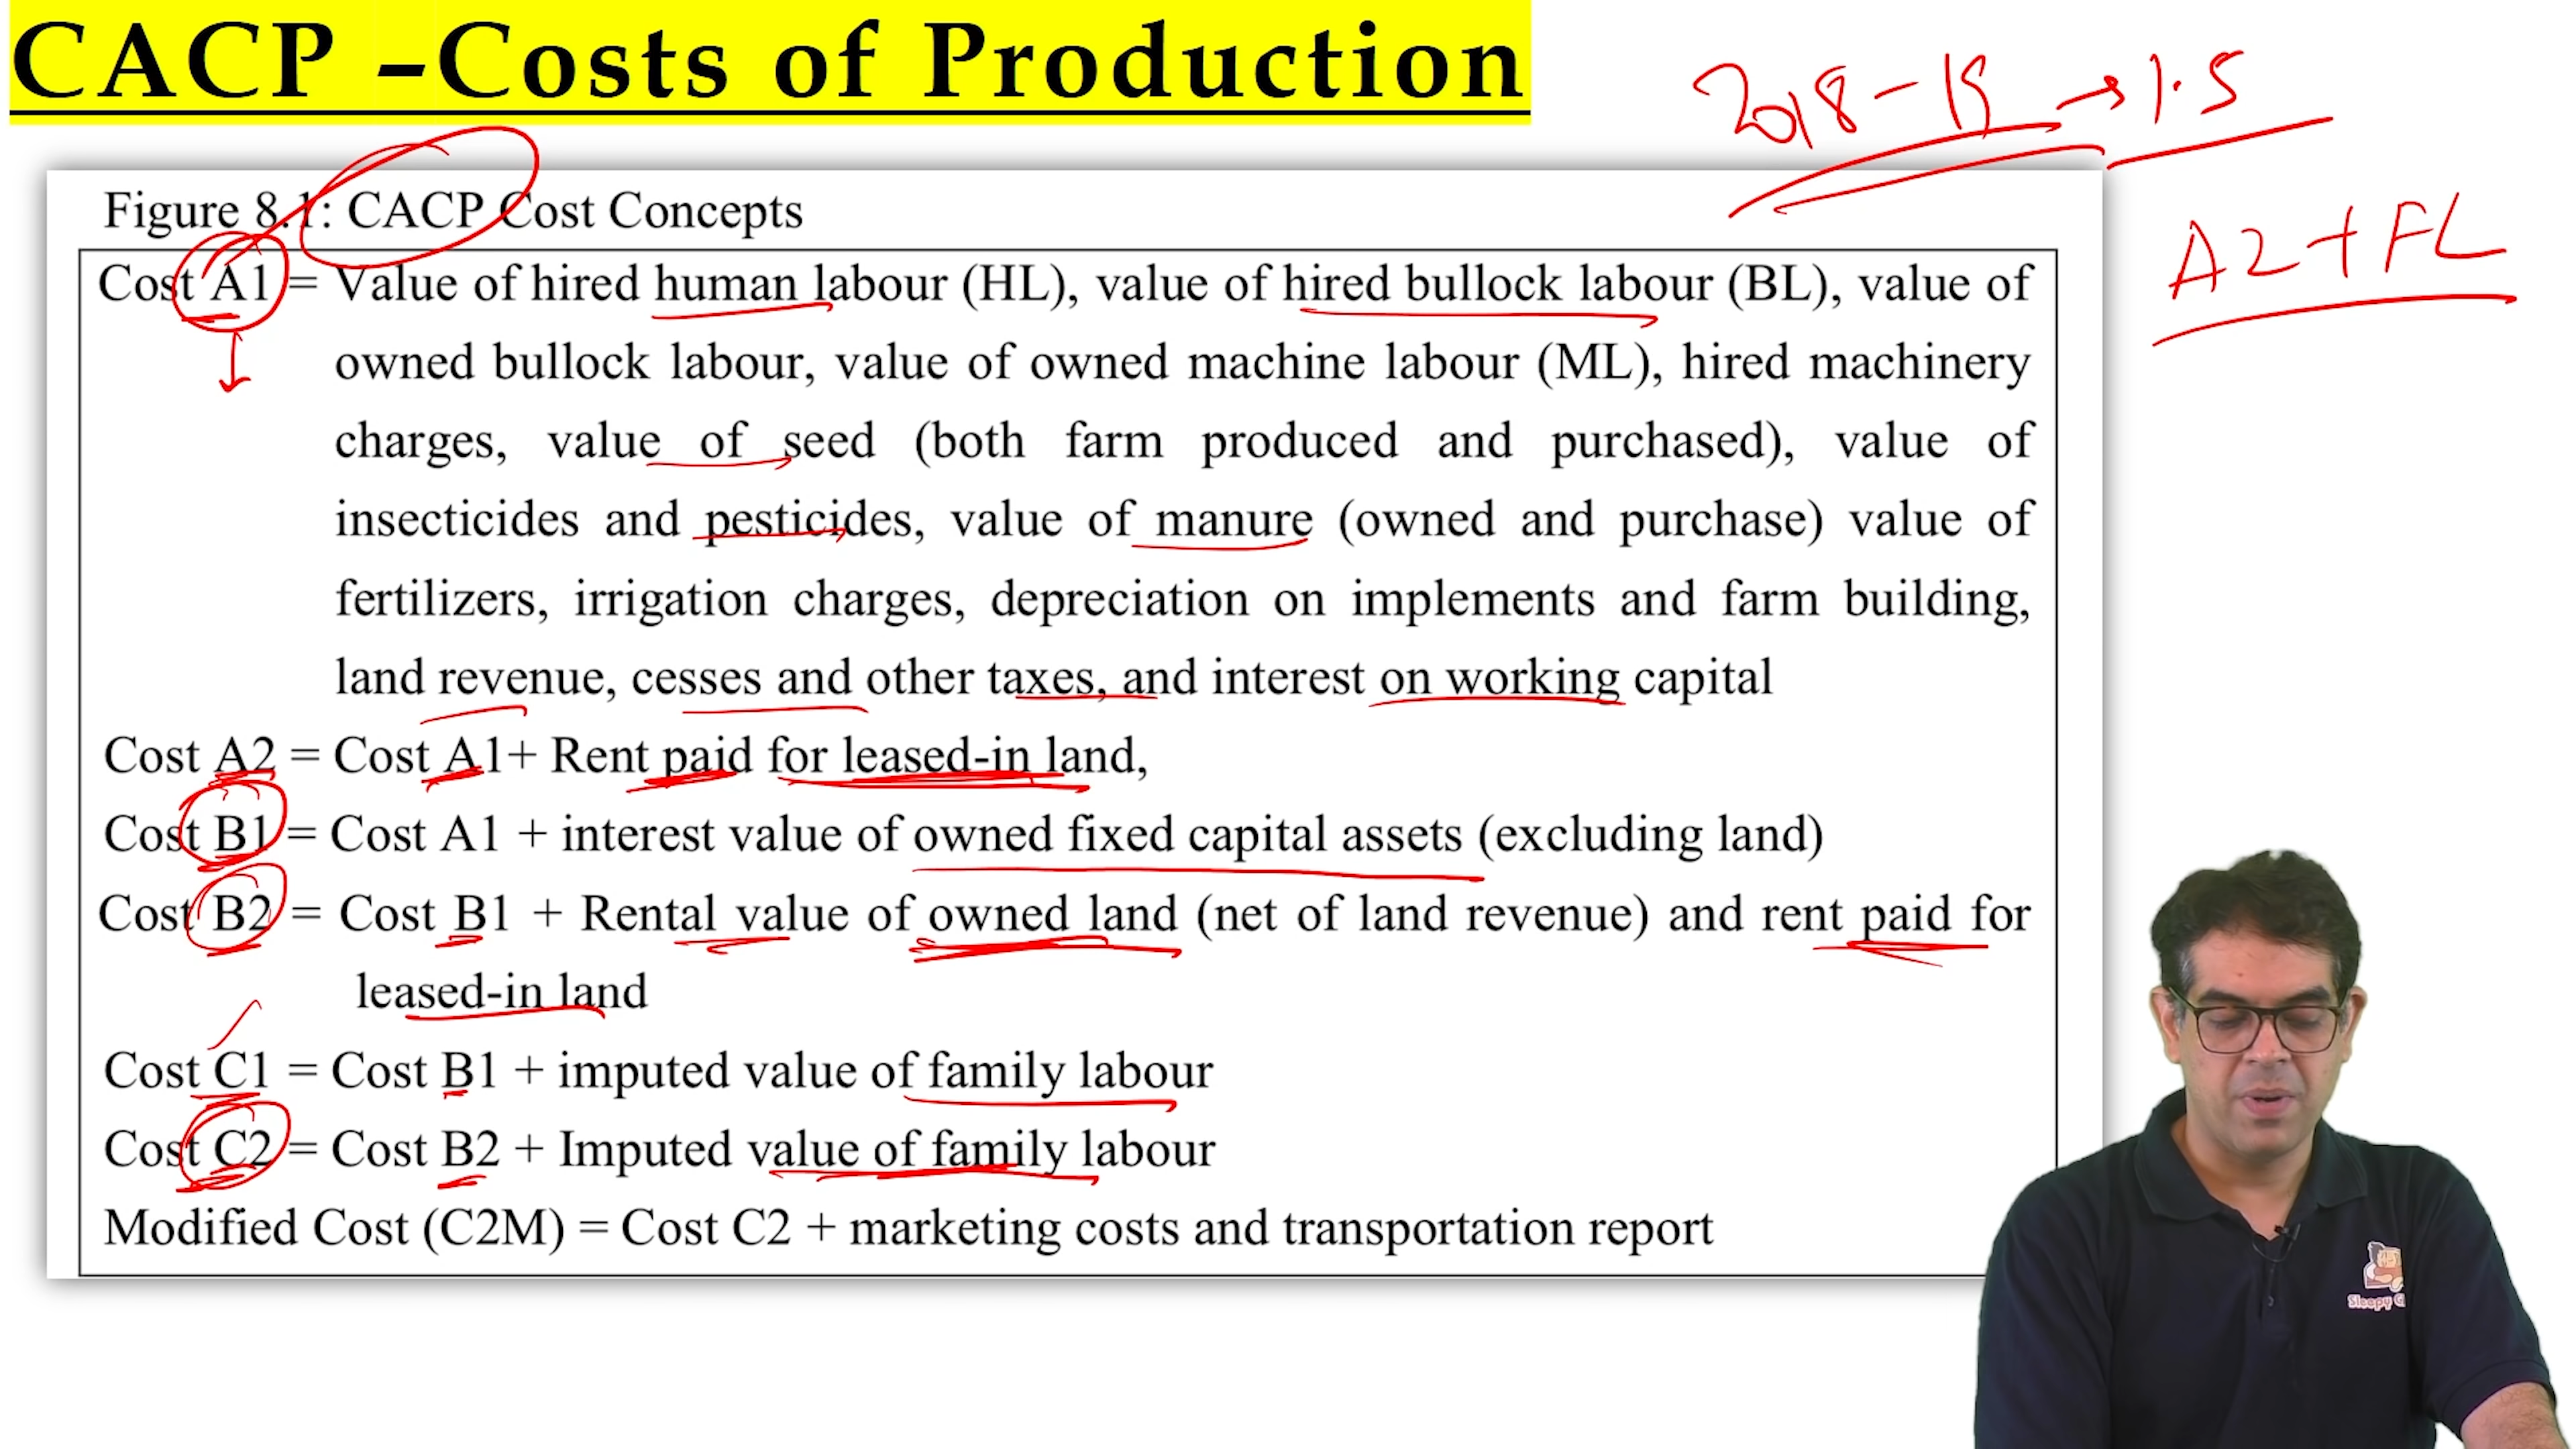 CACP –Costs of Production
2018-19 → 1.5
A2+FL
Figure 8.1: CACP Cost Concepts
Cost A1 = Value of hired human labour (HL), value of hired bullock labour (BL), value of
owned bullock labour, value of owned machine labour (ML), hired machinery
charges, value of seed (both farm produced and purchased), value of
insecticides and pesticides, value of manure (owned and purchase) value of
fertilizers, irrigation charges, depreciation on implements and farm building,
land revenue, cesses and other taxes, and interest on working capital
Cost A2 = Cost A1+ Rent paid for leased-in land,
Cost B1 = Cost A1 + interest value of owned fixed capital assets (excluding land)
Cost B2 = Cost B1 + Rental value of owned land (net of land revenue) and rent paid for
leased-in land
Cost C1 = Cost B1 + imputed value of family labour
Cost C2 = Cost B2 + Imputed value of family labour
Modified Cost (C2M) = Cost C2 + marketing costs and transportation report
Sleepy